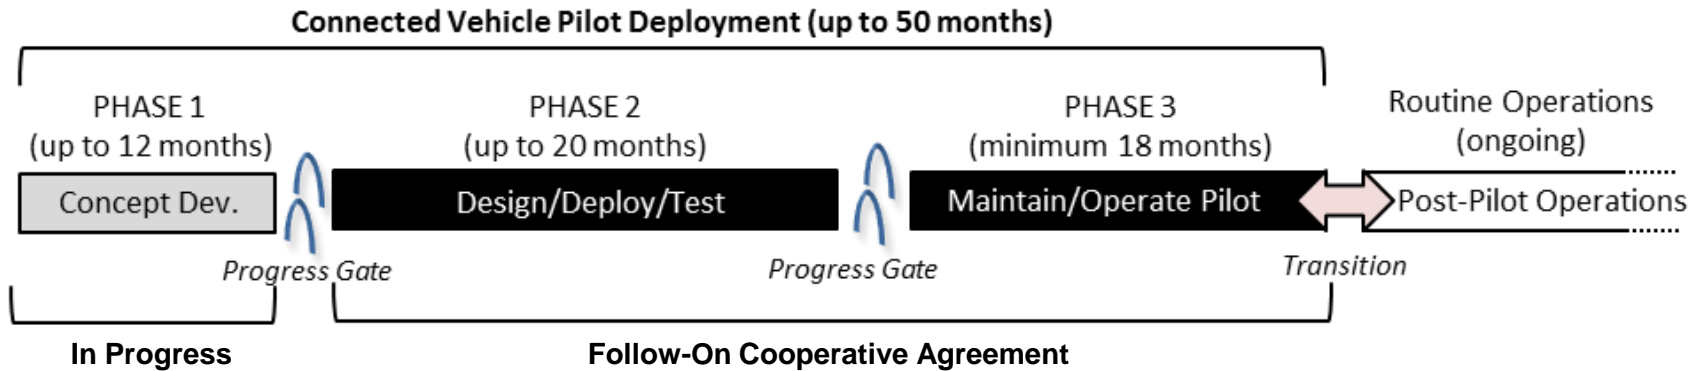 Connected Vehicle Pilot Deployment (up to 50 months)
PHASE 1
(up to 12 months)
PHASE 2
(up to 20 months)
PHASE 3
(minimum 18 months)
Routine Operations
(ongoing)
Concept Dev.
Design/Deploy/Test
Maintain/Operate Pilot
Post-Pilot Operations
Progress Gate
Progress Gate
Transition
In Progress
Follow-On Cooperative Agreement